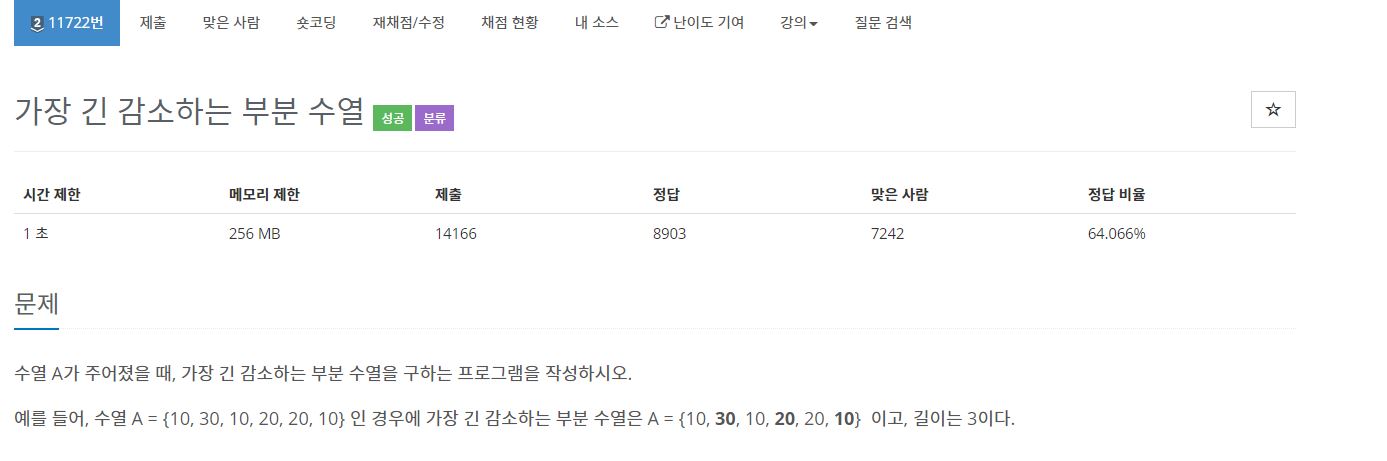 2 11722번 제출 맞은 사람 숏코딩 재채점/수정 채점 현황 내 소스 난이도 기여 강의 질문 검색
가장 긴 감소하는 부분 수열 성공 분류
시간 제한 메모리 제한 제출 정답 맞은 사람 정답 비율
1 초 256 MB 14166 8903 7242 64.066%
문제
수열 A가 주어졌을 때, 가장 긴 감소하는 부분 수열을 구하는 프로그램을 작성하시오.
예를 들어, 수열 A = {10, 30, 10, 20, 20, 10} 인 경우에 가장 긴 감소하는 부분 수열은 A = {10, 30, 10, 20, 20, 10} 이고, 길이는 3이다.